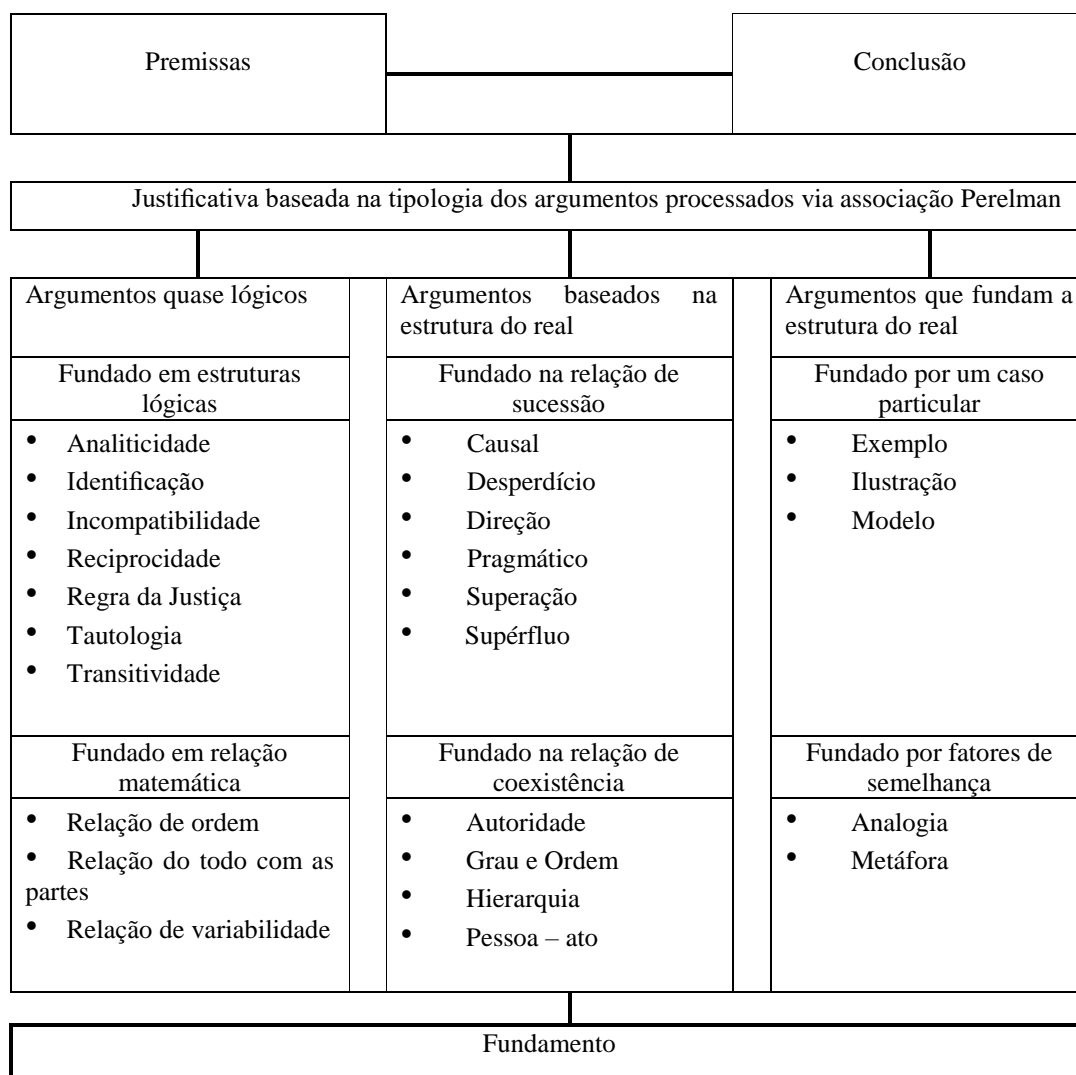 Premissas
Conclusão
Justificativa baseada na tipologia dos argumentos processados via associação Perelman
Argumentos quase lógicos
Fundado em estruturas
lógicas
• Analiticidade
• Identificação
• Incompatibilidade
• Reciprocidade
• Regra da Justiça
• Tautologia
• Transitividade
Fundado em relação
matemática
• Relação de ordem
• Relação do todo com as
partes
• Relação de variabilidade
Argumentos baseados na
estrutura do real
Fundado na relação de
sucessão
• Causal
• Desperdício
• Direção
• Pragmático
• Superação
• Supérfluo
Fundado na relação de
coexistência
• Autoridade
• Grau e Ordem
• Hierarquia
• Pessoa – ato
Argumentos que fundam a
estrutura do real
Fundado por um caso
particular
• Exemplo
• Ilustração
• Modelo
Fundado por fatores de
semelhança
• Analogia
• Metáfora
Fundamento